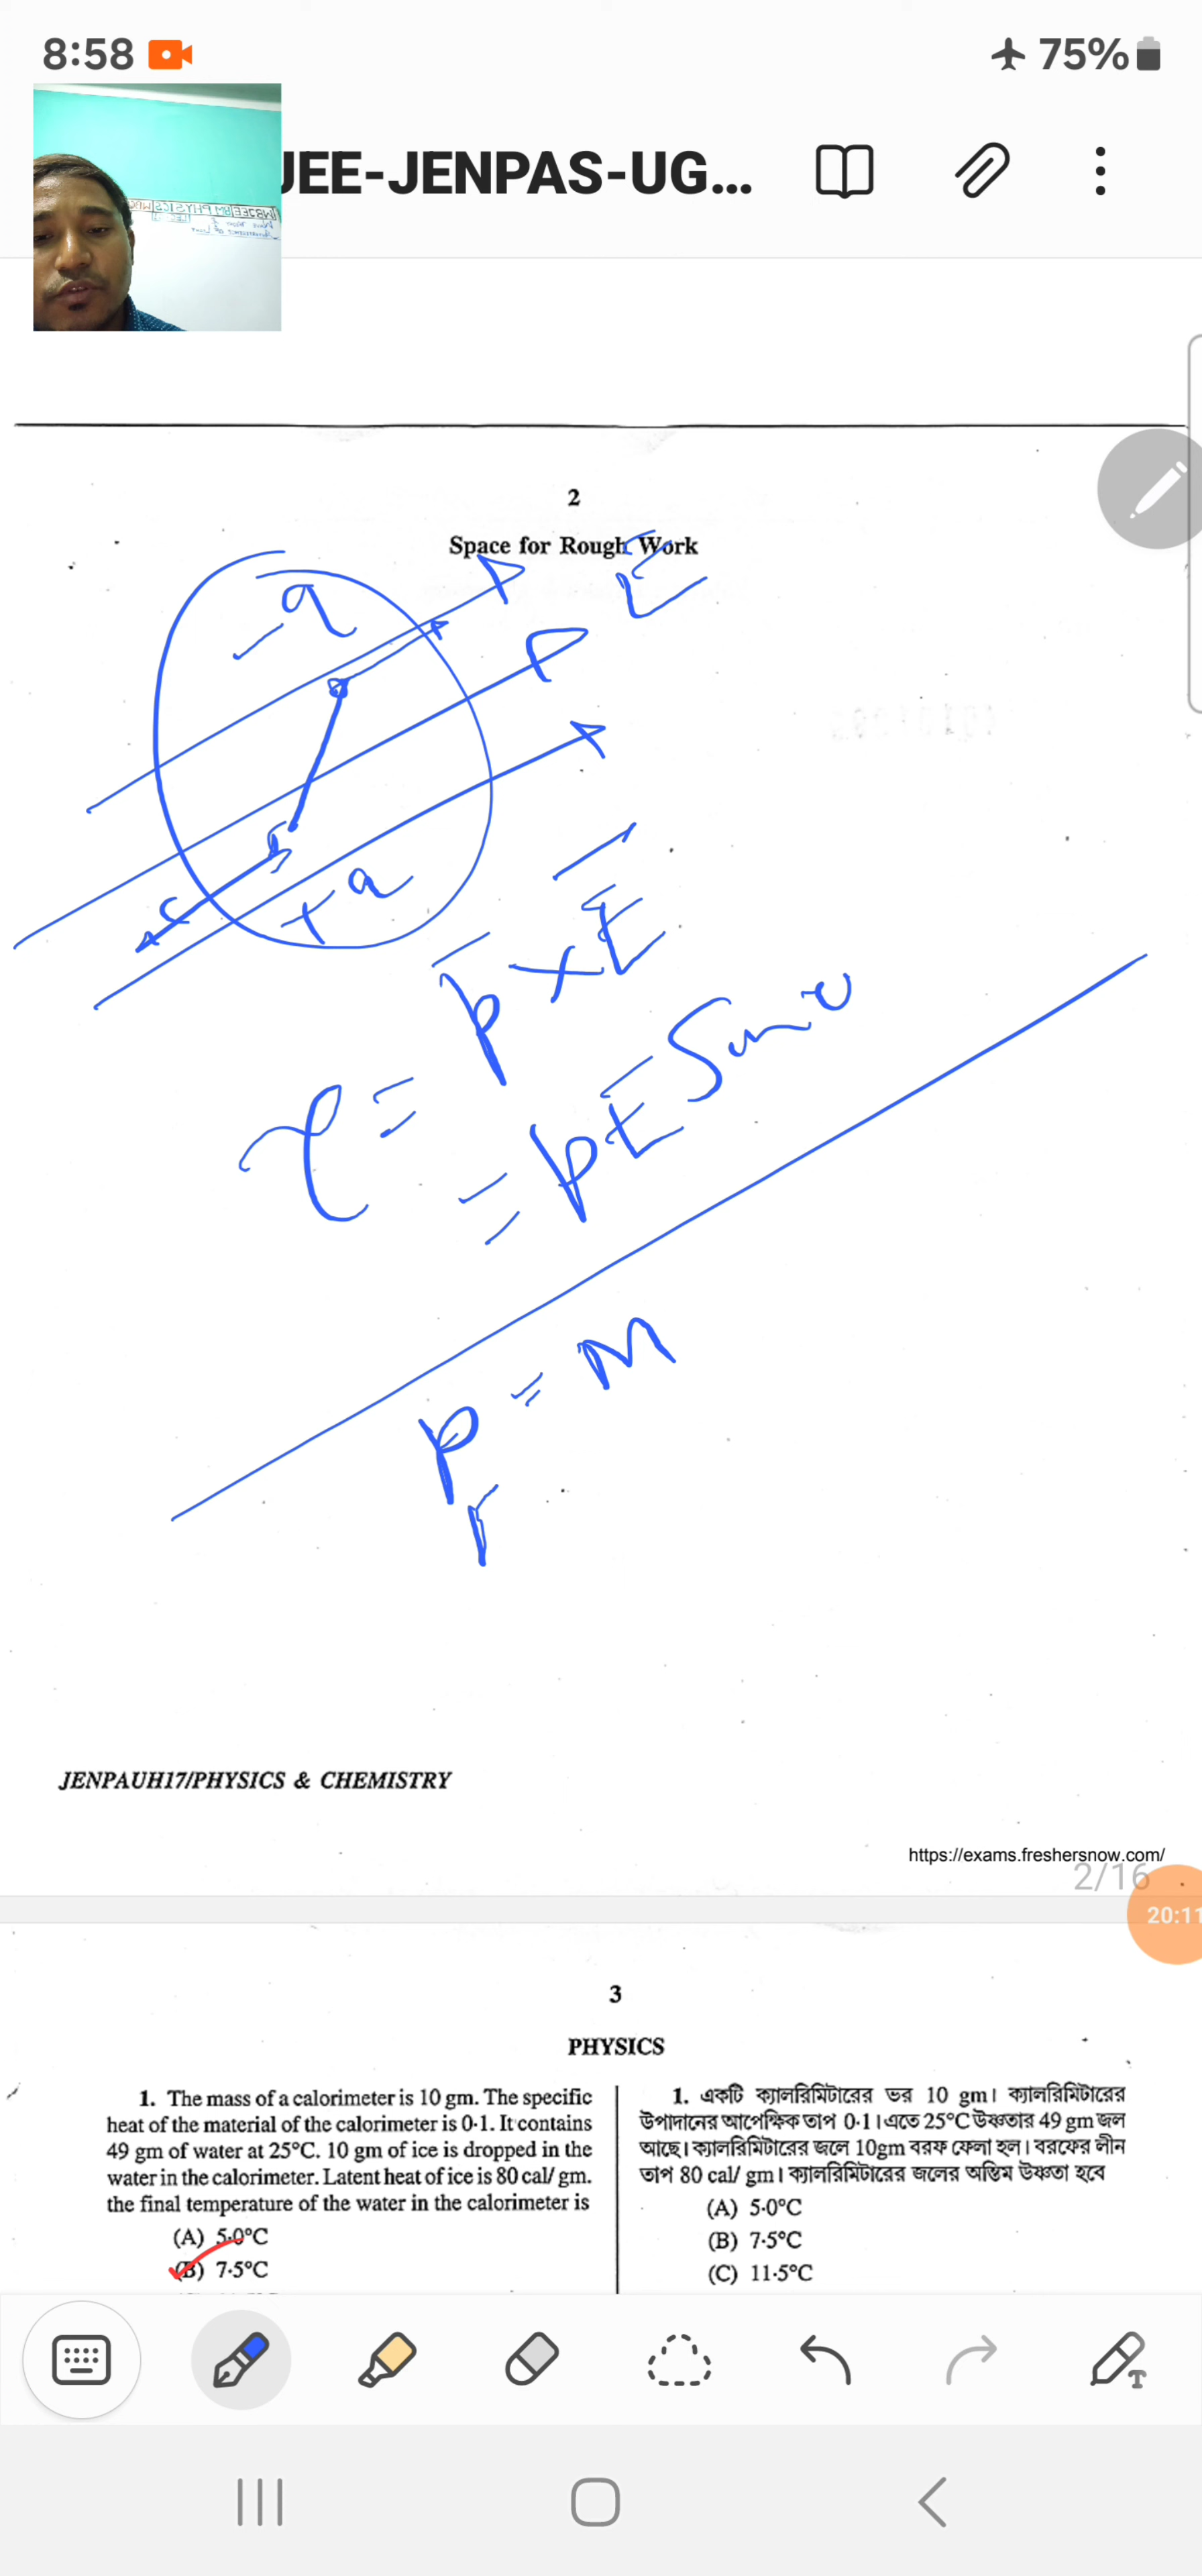 8:58
75%
JEE-JENPAS-UG...
2
Space for Rough Work
-q
E
+q
τ = p × E
= pE Sinθ
p = M
JENPAUH17/PHYSICS & CHEMISTRY
https://exams.freshersnow.com/
2/16
20:11
3
PHYSICS
1. The mass of a calorimeter is 10 gm. The specific
heat of the material of the calorimeter is 0·1. It contains
49 gm of water at 25°C. 10 gm of ice is dropped in the
water in the calorimeter. Latent heat of ice is 80 cal/ gm.
the final temperature of the water in the calorimeter is
(A) 5·0°C
(B) 7·5°C
1. একটি ক্যালরিমিটারের ভর 10 gm। ক্যালরিমিটারের
উপাদানের আপেক্ষিক তাপ 0·1। এতে 25°C উষ্ণতার 49 gm জল
আছে। ক্যালরিমিটারের জলে 10gm বরফ ফেলা হল। বরফের লীন
তাপ 80 cal/ gm। ক্যালরিমিটারের জলের অন্তিম উষ্ণতা হবে
(A) 5·0°C
(B) 7·5°C
(C) 11·5°C